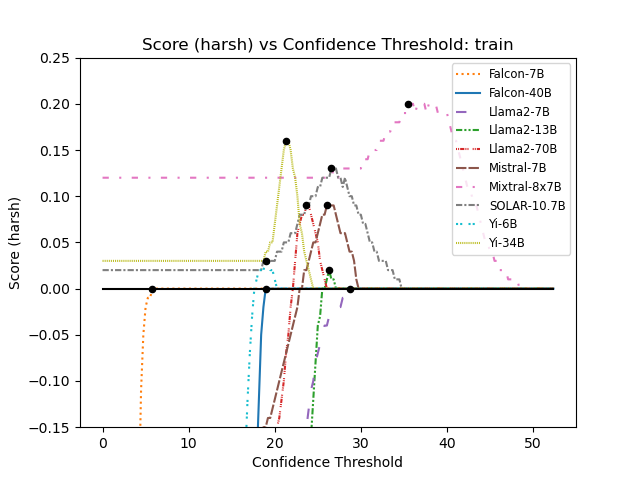 Score (harsh) vs Confidence Threshold: train
Score (harsh)
0.25
0.20
0.15
0.10
0.05
0.00
−0.05
−0.10
−0.15
0
10
20
30
40
50
Confidence Threshold
Falcon-7B
Falcon-40B
Llama2-7B
Llama2-13B
Llama2-70B
Mistral-7B
Mixtral-8x7B
SOLAR-10.7B
Yi-6B
Yi-34B